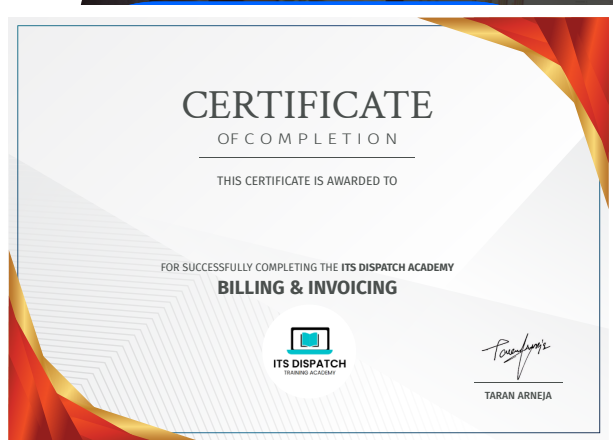 CERTIFICATE
OF COMPLETION
THIS CERTIFICATE IS AWARDED TO
FOR SUCCESSFULLY COMPLETING THE ITS DISPATCH ACADEMY
BILLING & INVOICING
ITS DISPATCH
TRAINING ACADEMY
TARAN ARNEJA